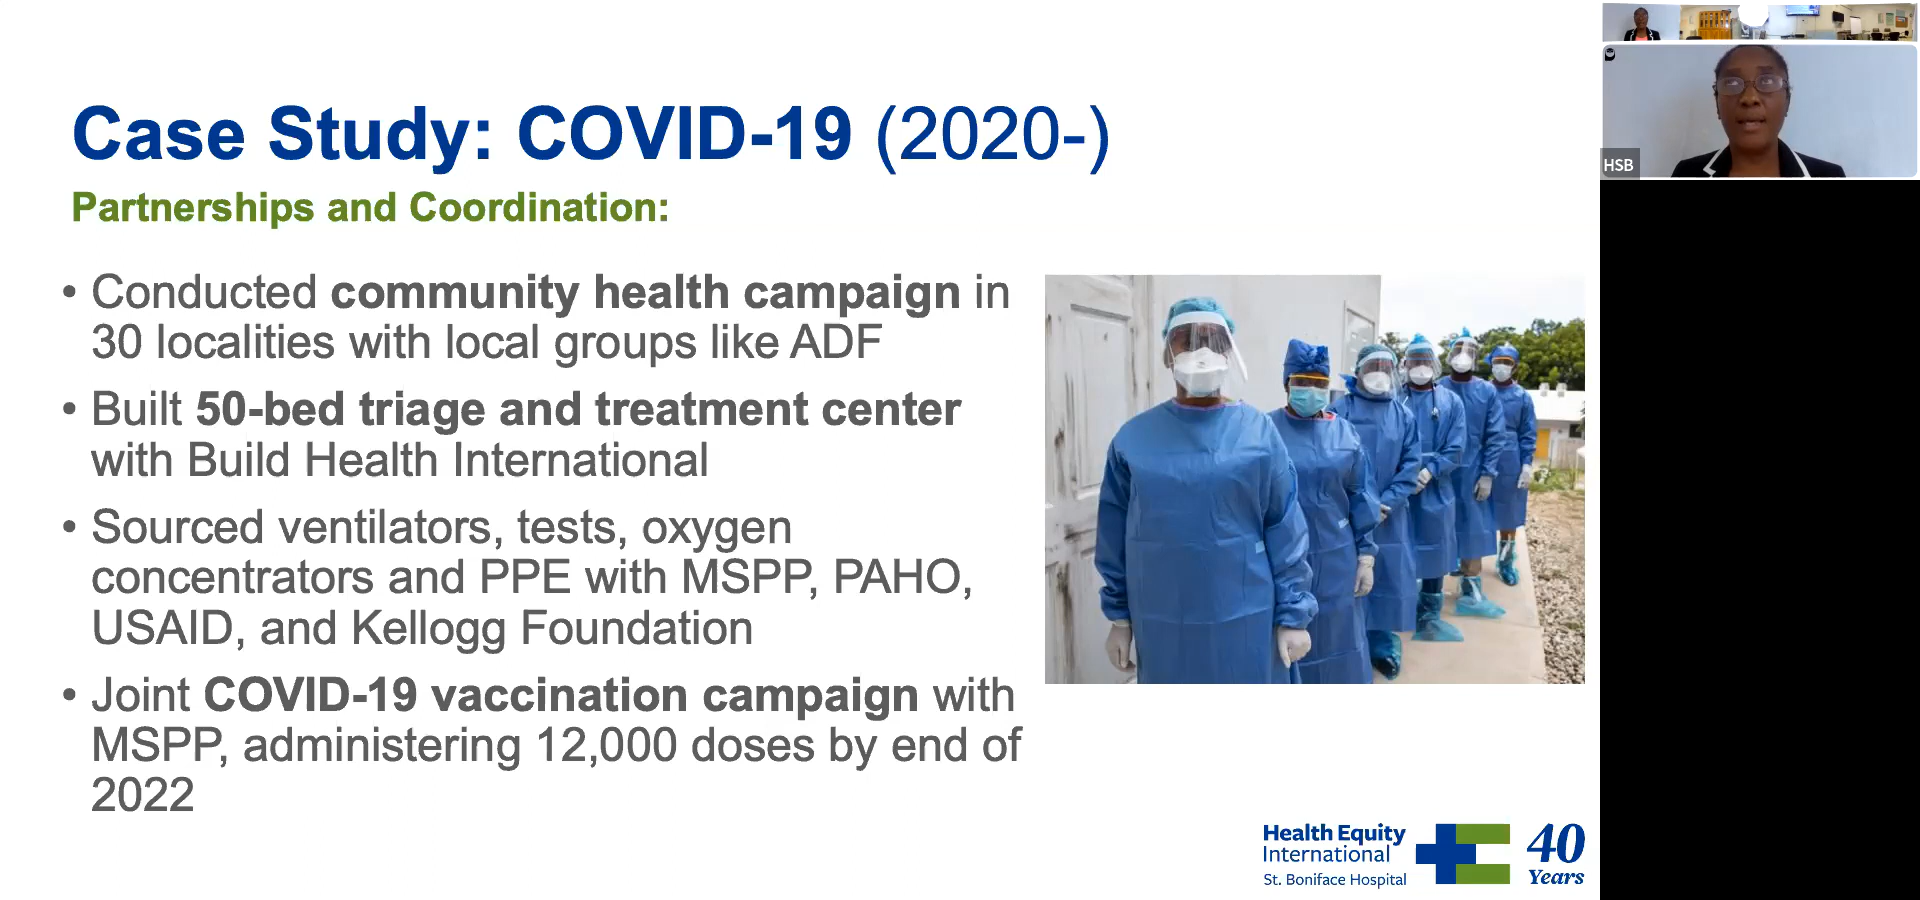 Case Study: COVID-19 (2020-)
Partnerships and Coordination:
• Conducted community health campaign in
30 localities with local groups like ADF
• Built 50-bed triage and treatment center
with Build Health International
• Sourced ventilators, tests, oxygen
concentrators and PPE with MSPP, PAHO,
USAID, and Kellogg Foundation
• Joint COVID-19 vaccination campaign with
MSPP, administering 12,000 doses by end of
2022
Health Equity
International
St. Boniface Hospital
40
Years
HSB